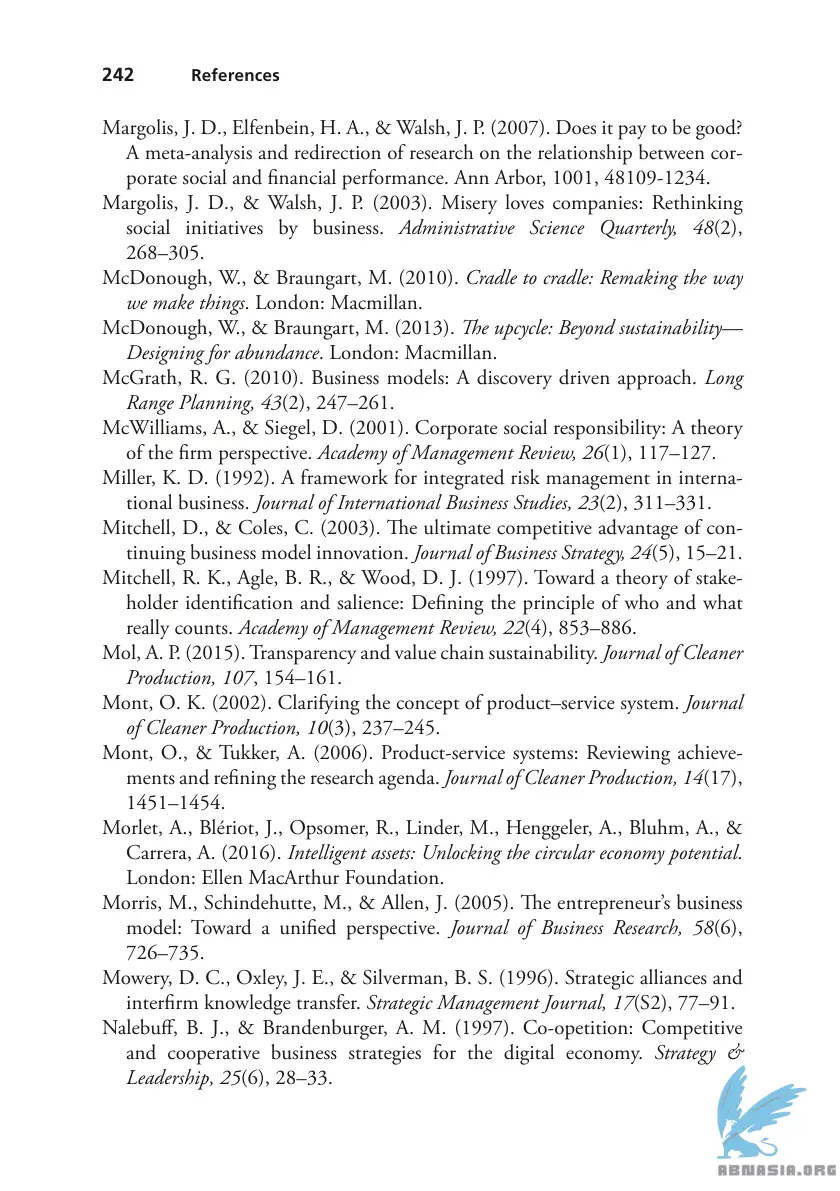 242 References
Margolis, J. D., Elfenbein, H. A., & Walsh, J. P. (2007). Does it pay to be good?
A meta-analysis and redirection of research on the relationship between cor-
porate social and financial performance. Ann Arbor, 1001, 48109-1234.
Margolis, J. D., & Walsh, J. P. (2003). Misery loves companies: Rethinking
social initiatives by business. Administrative Science Quarterly, 48(2),
268–305.
McDonough, W., & Braungart, M. (2010). Cradle to cradle: Remaking the way
we make things. London: Macmillan.
McDonough, W., & Braungart, M. (2013). The upcycle: Beyond sustainability—
Designing for abundance. London: Macmillan.
McGrath, R. G. (2010). Business models: A discovery driven approach. Long
Range Planning, 43(2), 247–261.
McWilliams, A., & Siegel, D. (2001). Corporate social responsibility: A theory
of the firm perspective. Academy of Management Review, 26(1), 117–127.
Miller, K. D. (1992). A framework for integrated risk management in interna-
tional business. Journal of International Business Studies, 23(2), 311–331.
Mitchell, D., & Coles, C. (2003). The ultimate competitive advantage of con-
tinuing business model innovation. Journal of Business Strategy, 24(5), 15–21.
Mitchell, R. K., Agle, B. R., & Wood, D. J. (1997). Toward a theory of stake-
holder identification and salience: Defining the principle of who and what
really counts. Academy of Management Review, 22(4), 853–886.
Mol, A. P. (2015). Transparency and value chain sustainability. Journal of Cleaner
Production, 107, 154–161.
Mont, O. K. (2002). Clarifying the concept of product–service system. Journal
of Cleaner Production, 10(3), 237–245.
Mont, O., & Tukker, A. (2006). Product-service systems: Reviewing achieve-
ments and refining the research agenda. Journal of Cleaner Production, 14(17),
1451–1454.
Morlet, A., Blériot, J., Opsomer, R., Linder, M., Henggeler, A., Bluhm, A., &
Carrera, A. (2016). Intelligent assets: Unlocking the circular economy potential.
London: Ellen MacArthur Foundation.
Morris, M., Schindehutte, M., & Allen, J. (2005). The entrepreneur’s business
model: Toward a unified perspective. Journal of Business Research, 58(6),
726–735.
Mowery, D. C., Oxley, J. E., & Silverman, B. S. (1996). Strategic alliances and
interfirm knowledge transfer. Strategic Management Journal, 17(S2), 77–91.
Nalebuff, B. J., & Brandenburger, A. M. (1997). Co-opetition: Competitive
and cooperative business strategies for the digital economy. Strategy &
Leadership, 25(6), 28–33.
ABNASIA.ORG